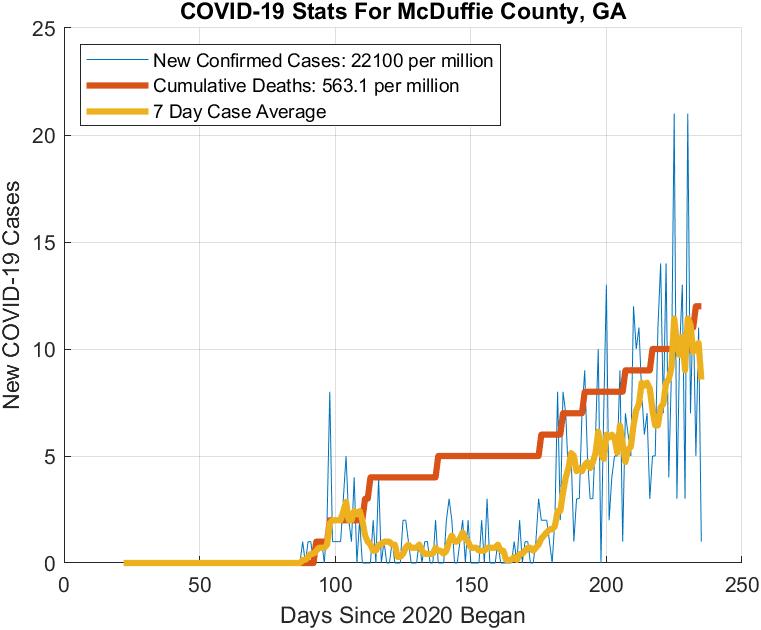 COVID-19 Stats For McDuffie County, GA
25
New Confirmed Cases: 22100 per million
Cumulative Deaths: 563.1 per million
7 Day Case Average
20
15
10
5
0
New COVID-19 Cases
0 50 100 150 200 250
Days Since 2020 Began